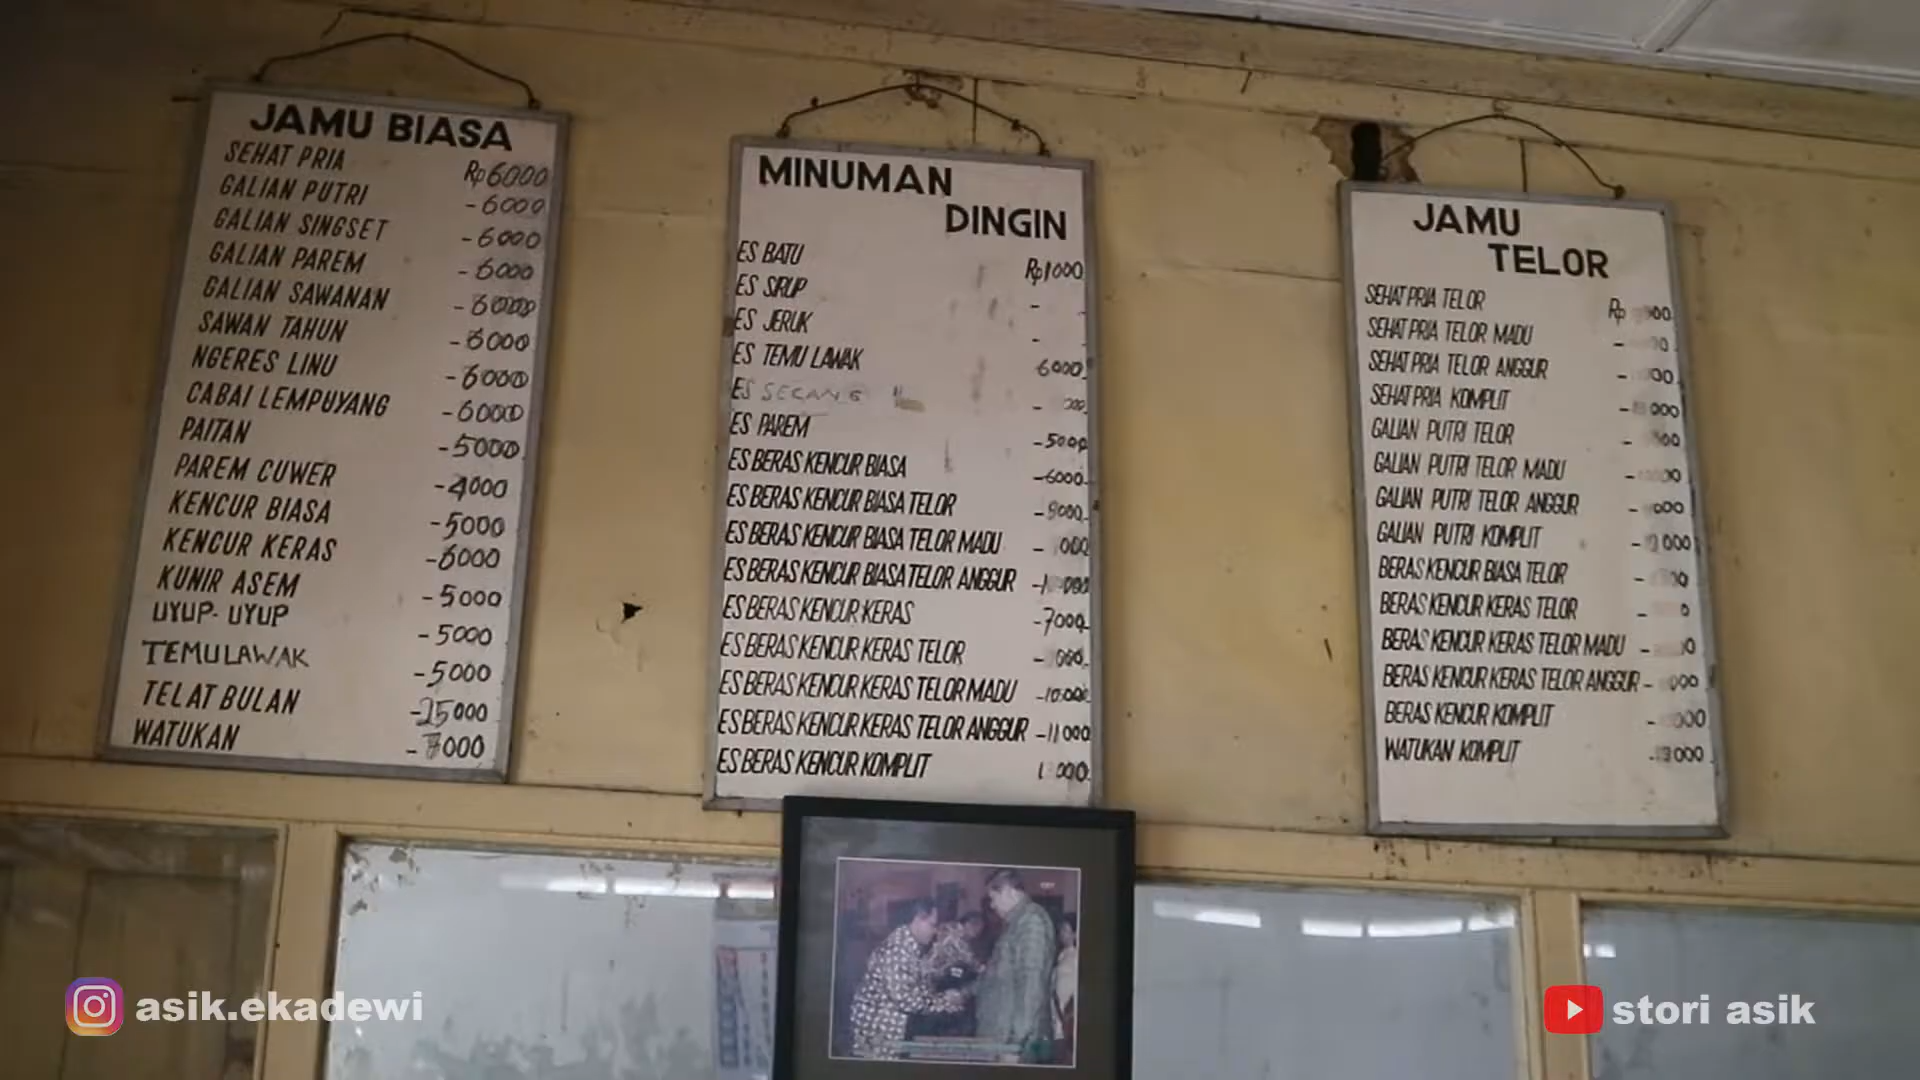 JAMU BIASA
SEHAT PRIA Rp6000
GALIAN PUTRI -6000
GALIAN SINGSET -6000
GALIAN PAREM -6000
GALIAN SAWANAN -6000
SAWAN TAHUN -6000
NGERES LINU -6000
CABAI LEMPUYANG -6000
PAITAN -5000
PAREM CUWER -4000
KENCUR BIASA -5000
KENCUR KERAS -6000
KUNIR ASEM -5000
UYUP-UYUP -5000
TEMULAWAK -5000
TELAT BULAN -25000
WATUKAN -7000
MINUMAN
DINGIN
ES BATU Rp1000
ES SIRUP -
ES JERUK -
ES TEMU LAWAK 6000
ES SECANG -
ES PAREM -5000
ES BERAS KENCUR BIASA -6000
ES BERAS KENCUR BIASA TELOR
ES BERAS KENCUR BIASA TELOR MADU
ES BERAS KENCUR BIASA TELOR ANGGUR
ES BERAS KENCUR KERAS -7000
ES BERAS KENCUR KERAS TELOR
ES BERAS KENCUR KERAS TELOR MADU -10.000
ES BERAS KENCUR KERAS TELOR ANGGUR -11000
ES BERAS KENCUR KOMPLIT
JAMU
TELOR
SEHAT PRIA TELOR Rp
SEHAT PRIA TELOR MADU
SEHAT PRIA TELOR ANGGUR
SEHAT PRIA KOMPLIT
GALIAN PUTRI TELOR
GALIAN PUTRI TELOR MADU
GALIAN PUTRI TELOR ANGGUR
GALIAN PUTRI KOMPLIT
BERAS KENCUR BIASA TELOR
BERAS KENCUR KERAS TELOR
BERAS KENCUR KERAS TELOR MADU
BERAS KENCUR KERAS TELOR ANGGUR
BERAS KENCUR KOMPLIT
WATUKAN KOMPLIT
asik.ekadewi
stori asik